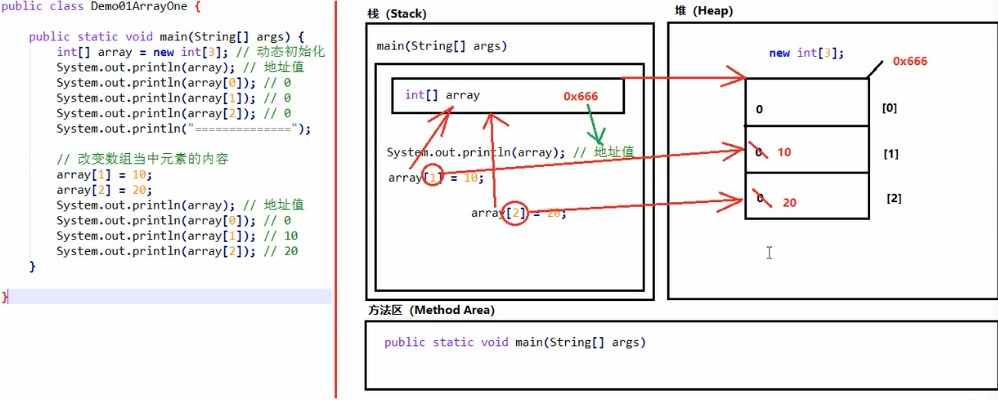 public class Demo01ArrayOne {
public static void main(String[] args) {
int[] array = new int[3]; // 动态初始化
System.out.println(array); // 地址值
System.out.println(array[0]); // 0
System.out.println(array[1]); // 0
System.out.println(array[2]); // 0
System.out.println("==============");
// 改变数组当中元素的内容
array[1] = 10;
array[2] = 20;
System.out.println(array); // 地址值
System.out.println(array[0]); // 0
System.out.println(array[1]); // 10
System.out.println(array[2]); // 20
}
}
栈（Stack）
main(String[] args)
int[] array 0x666
System.out.println(array); // 地址值
array[1] = 10;
array[2] = 20;
堆（Heap）
new int[3];
0x666
0 [0]
0 10 [1]
0 20 [2]
方法区（Method Area）
public static void main(String[] args)